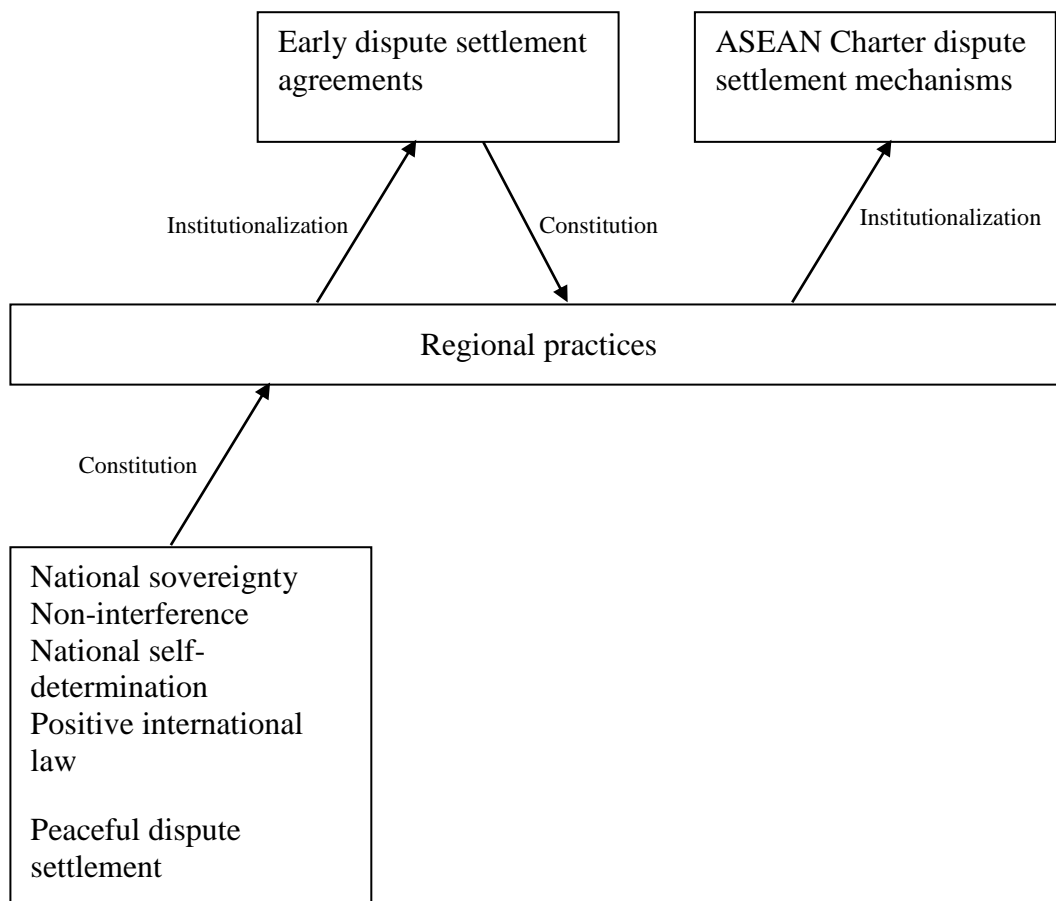 Early dispute settlement
agreements
ASEAN Charter dispute
settlement mechanisms
Institutionalization
Constitution
Institutionalization
Regional practices
Constitution
National sovereignty
Non-interference
National self-
determination
Positive international
law
Peaceful dispute
settlement